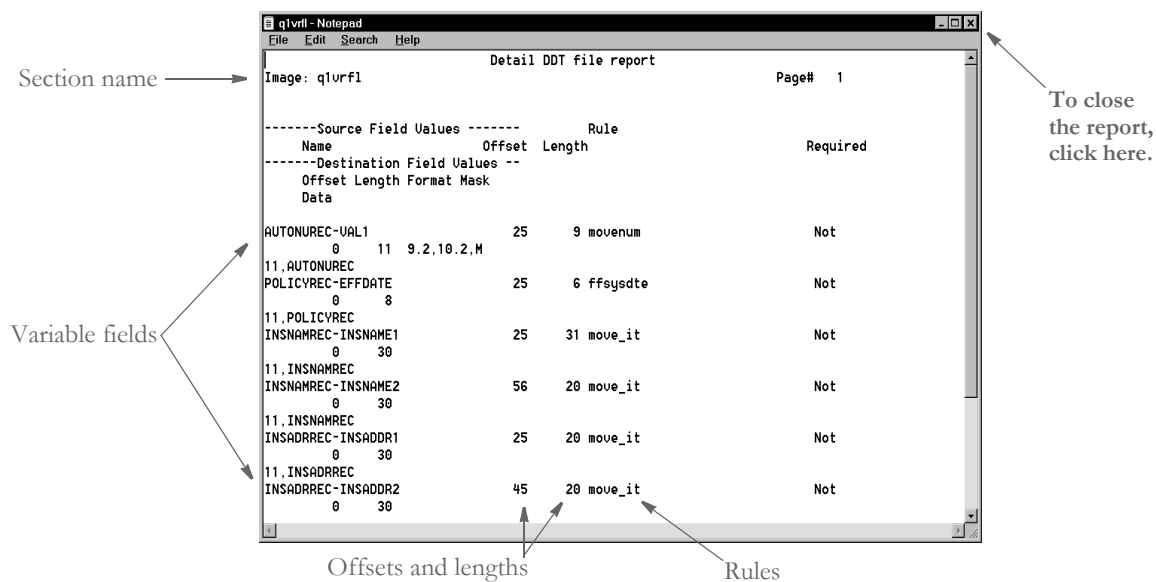 q1vrfl - Notepad
File Edit Search Help
Detail DDT file report
Section name
Image: q1vrfl Page# 1
To close
the report,
click here.
-------Source Field Values ------- Rule
Name Offset Length Required
-------Destination Field Values --
Offset Length Format Mask
Data
AUTONUREC-VAL1 25 9 movenum Not
0 11 9.2,10.2,M
11,AUTONUREC
POLICYREC-EFFDATE 25 6 ffsysdte Not
0 8
11,POLICYREC
Variable fields
INSNAMREC-INSNAME1 25 31 move_it Not
0 30
11,INSNAMREC
INSNAMREC-INSNAME2 56 20 move_it Not
0 30
11,INSNAMREC
INSADRREC-INSADDR1 25 20 move_it Not
0 30
11,INSADRREC
INSADRREC-INSADDR2 45 20 move_it Not
0 30
Offsets and lengths
Rules